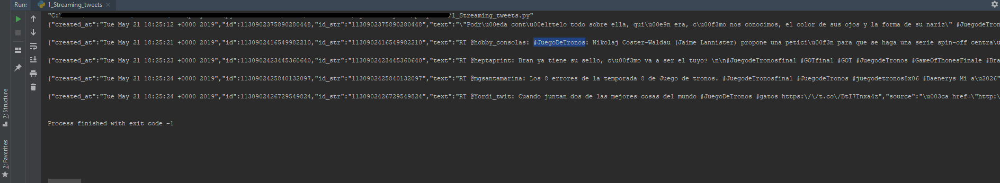 Run: 1_Streaming_tweets
"C: /1_Streaming_tweets.py"
{"created_at":"Tue May 21 18:25:12 +0000 2019","id":1130902375890280448,"id_str":"1130902375890280448","text":"\"Podr\u00eda cont\u00e1rtelo todo sobre ella, qui\u00e9n era, c\u00f3mo nos conocimos, el color de sus ojos y la forma de su nariz\" #JuegodeTron
{"created_at":"Tue May 21 18:25:21 +0000 2019","id":1130902416549982210,"id_str":"1130902416549982210","text":"RT @hobby_consolas: #JuegoDeTronos: Nikolaj Coster-Waldau (Jaime Lannister) propone una petici\u00f3n para que se haga una serie spin-off centra\u
{"created_at":"Tue May 21 18:25:23 +0000 2019","id":1130902423445360640,"id_str":"1130902423445360640","text":"RT @heptaprint: Bran ya tiene su sello, c\u00f3mo va a ser el tuyo? \n\n#JuegodeTronosfinal #GOTfinal #GOT #JuegodeTronos #GameOfThonesFinale #Bra
{"created_at":"Tue May 21 18:25:24 +0000 2019","id":1130902425840132097,"id_str":"1130902425840132097","text":"RT @mgsantamarina: Los 8 errores de la temporada 8 de Juego de tronos. #JuegodeTronosfinal #JuegodeTronos #juegodetronos8x06 #Daenerys Mi a\u2026"
{"created_at":"Tue May 21 18:25:24 +0000 2019","id":1130902426729549824,"id_str":"1130902426729549824","text":"RT @Yordi_twit: Cuando juntan dos de las mejores cosas del mundo #JuegoDeTronos #gatos https:\/\/t.co\/BtI7Tnxa4z","source":"\u003ca href=\"http:\
Process finished with exit code -1
7: Structure
2: Favorites